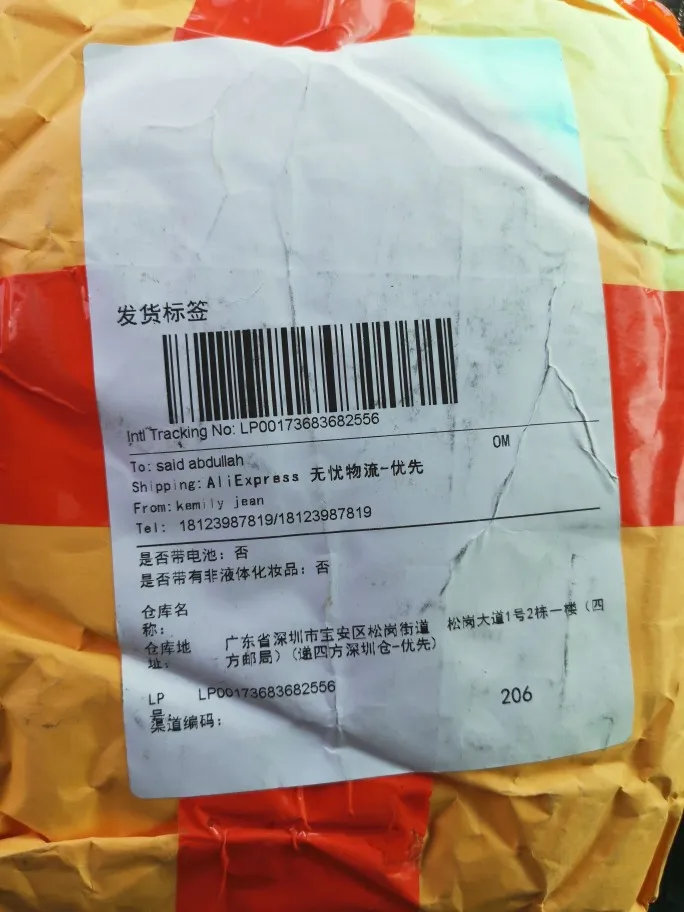 发货标签
Intl Tracking No: LP00173683682556
OM
To: said abdullah
Shipping: AliExpress 无忧物流-优先
From: kemily jean
Tel: 18123987819/18123987819
是否带电池：否
是否带有非液体化妆品：否
仓库名
称：
仓库地 广东省深圳市宝安区松岗街道 松岗大道1号2栋一楼（四
址： 方邮局）（递四方深圳仓-优先）
LP LP00173683682556
号：
206
渠道编码：